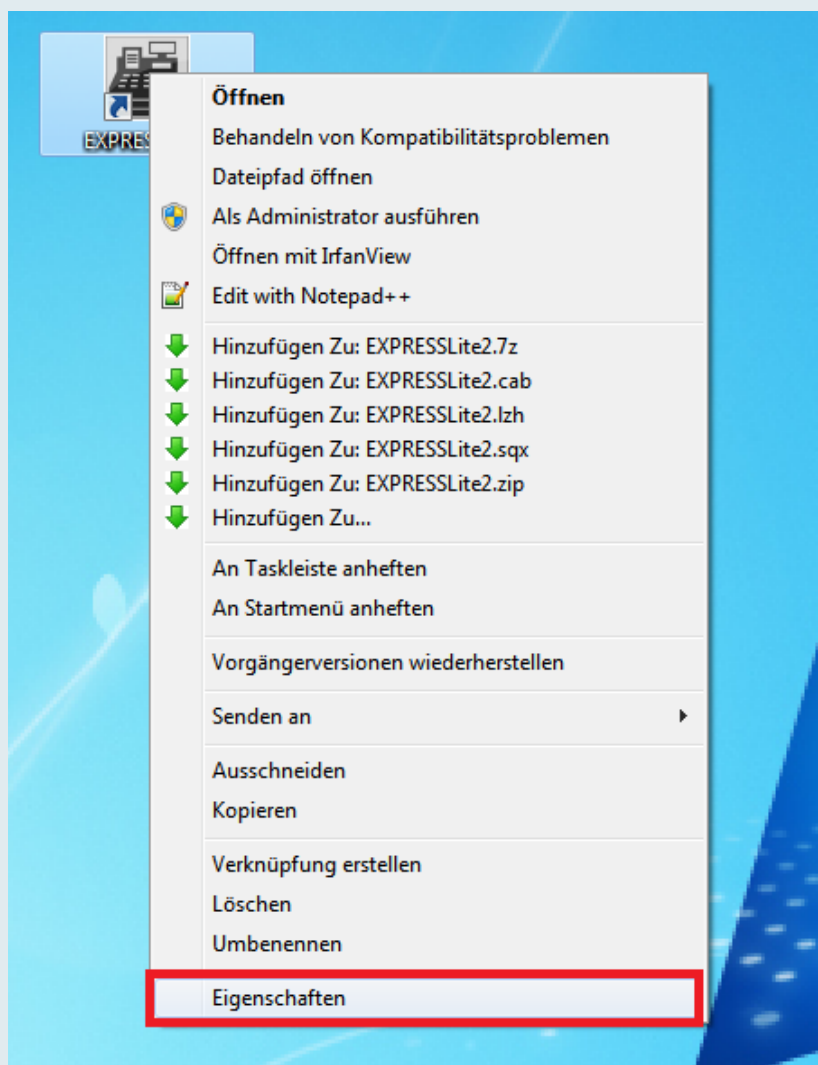 Öffnen
Behandeln von Kompatibilitätsproblemen
Dateipfad öffnen
Als Administrator ausführen
Öffnen mit IrfanView
Edit with Notepad++
Hinzufügen Zu: EXPRESSLite2.7z
Hinzufügen Zu: EXPRESSLite2.cab
Hinzufügen Zu: EXPRESSLite2.lzh
Hinzufügen Zu: EXPRESSLite2.sqx
Hinzufügen Zu: EXPRESSLite2.zip
Hinzufügen Zu...
An Taskleiste anheften
An Startmenü anheften
Vorgängerversionen wiederherstellen
Senden an
Ausschneiden
Kopieren
Verknüpfung erstellen
Löschen
Umbenennen
Eigenschaften